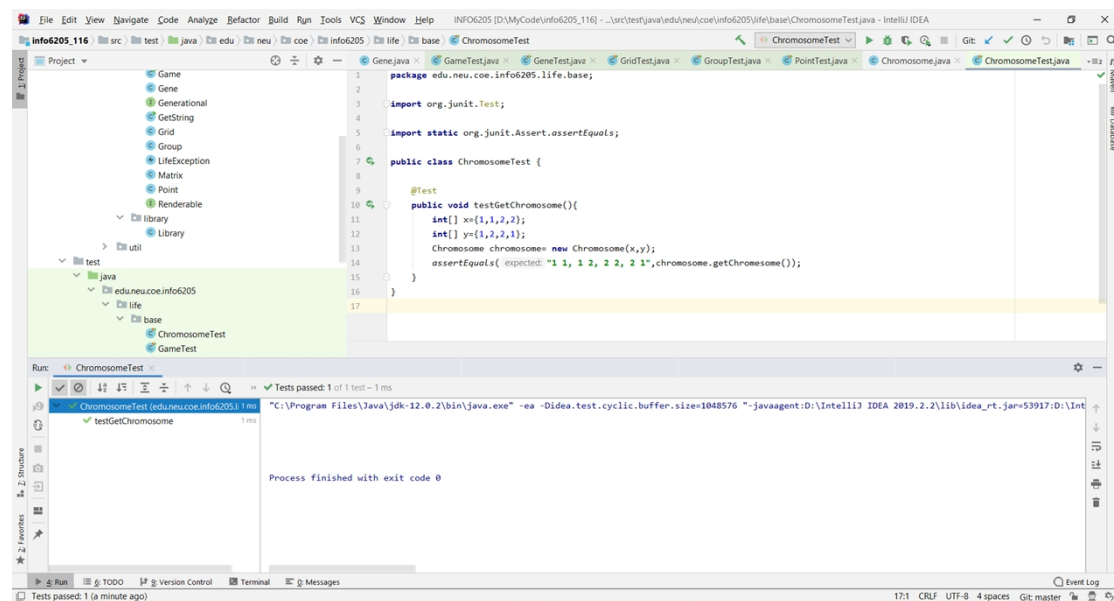 File Edit View Navigate Code Analyze Refactor Build Run Tools VCS Window Help INFO6205 [D:\MyCode\info6205_116] - ...\src\test\java\edu\neu\coe\info6205\life\base\ChromosomeTest.java - IntelliJ IDEA
info6205_116 src test java edu neu coe info6205 life base ChromosomeTest ChromosomeTest Git:
Project
Gene.java GameTest.java GeneTest.java GridTest.java GroupTest.java PointTest.java Chromosome.java ChromosomeTest.java
1: Project
Game
Gene
Generational
GetString
Grid
Group
LifeException
Matrix
Point
Renderable
library
Library
util
test
java
edu.neu.coe.info6205
life
base
ChromosomeTest
GameTest
1 package edu.neu.coe.info6205.life.base;
2
3 import org.junit.Test;
4
5 import static org.junit.Assert.assertEquals;
6
7 public class ChromosomeTest {
8
9 @Test
10 public void testGetChromosome(){
11 int[] x={1,1,2,2};
12 int[] y={1,2,2,1};
13 Chromosome chromosome= new Chromosome(x,y);
14 assertEquals( expected: "1 1, 1 2, 2 2, 2 1",chromosome.getChromesome());
15 }
16 }
17
Maven
Database
Run: ChromosomeTest
Tests passed: 1 of 1 test – 1 ms
ChromosomeTest (edu.neu.coe.info6205.l 1 ms
testGetChromosome 1 ms
"C:\Program Files\Java\jdk-12.0.2\bin\java.exe" -ea -Didea.test.cyclic.buffer.size=1048576 "-javaagent:D:\IntelliJ IDEA 2019.2.2\lib\idea_rt.jar=53917:D:\Int
Process finished with exit code 0
Z: Structure
2: Favorites
4: Run 6: TODO 9: Version Control Terminal 0: Messages Event Log
Tests passed: 1 (a minute ago) 17:1 CRLF UTF-8 4 spaces Git: master